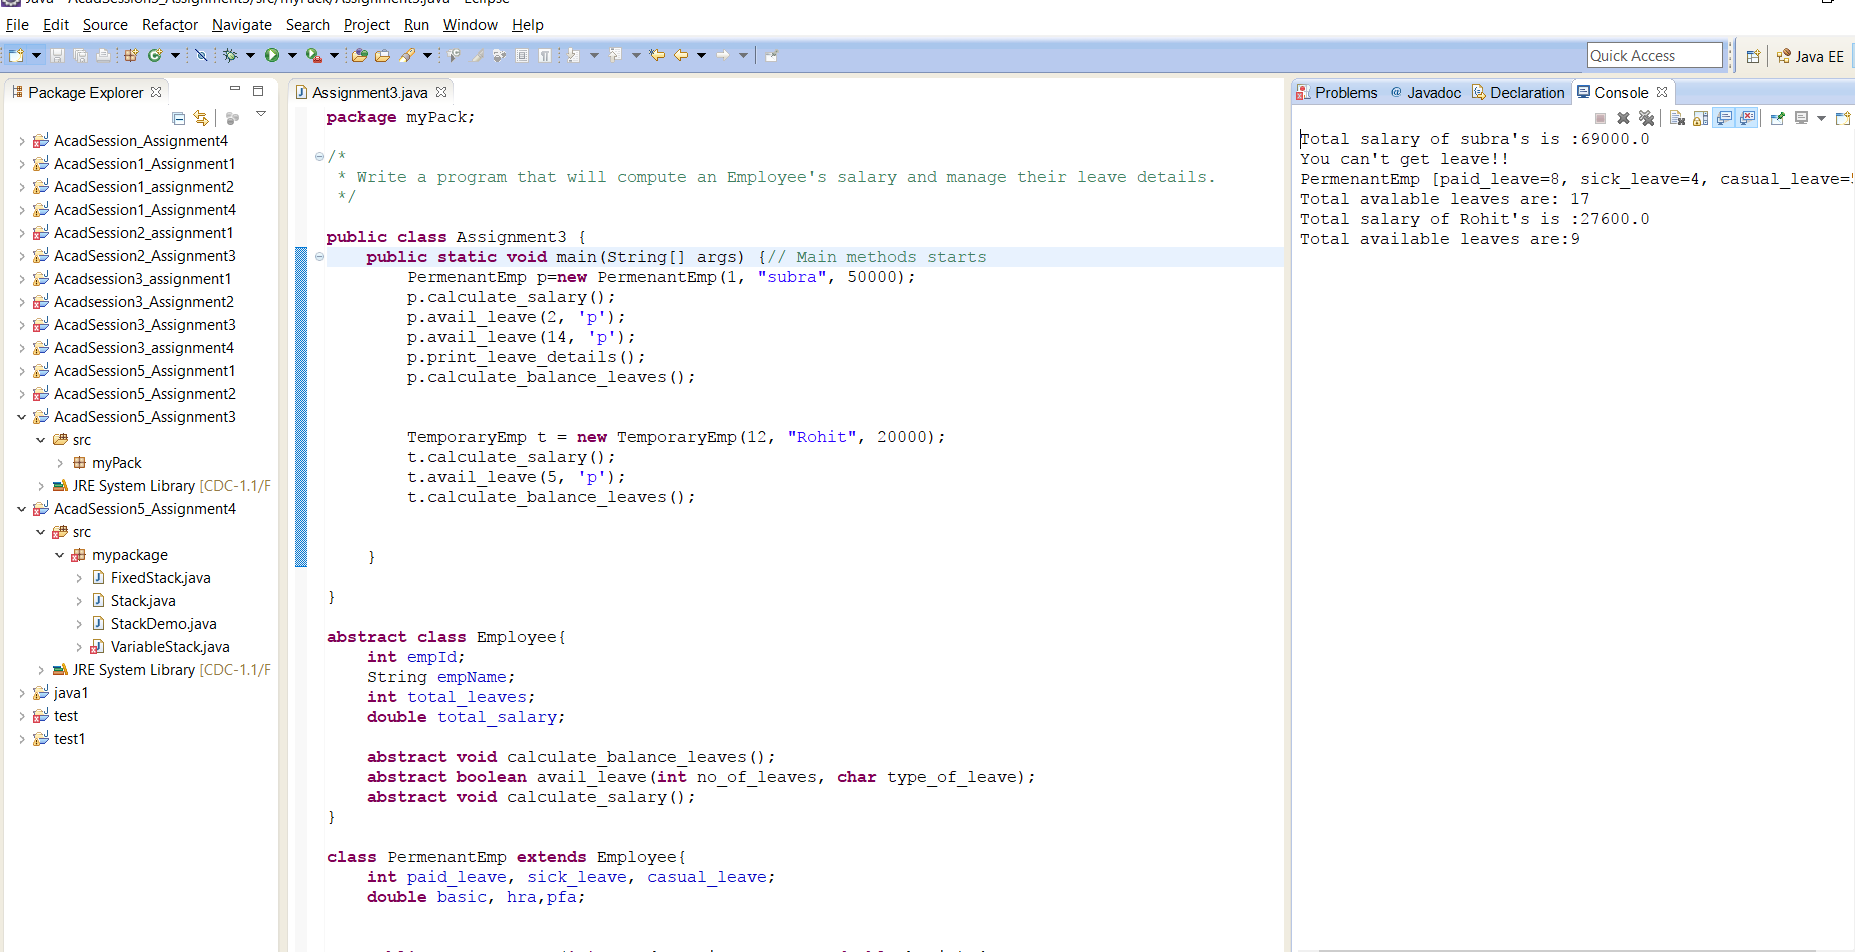 Java - AcadSession5_Assignment3/src/myPack/Assignment3.java - Eclipse
File Edit Source Refactor Navigate Search Project Run Window Help
Quick Access
Java EE
Package Explorer
AcadSession_Assignment4
AcadSession1_Assignment1
AcadSession1_assignment2
AcadSession1_Assignment4
AcadSession2_assignment1
AcadSession2_Assignment3
Acadsession3_assignment1
Acadsession3_Assignment2
AcadSession3_Assignment3
AcadSession3_assignment4
AcadSession5_Assignment1
AcadSession5_Assignment2
AcadSession5_Assignment3
src
myPack
JRE System Library [CDC-1.1/F
AcadSession5_Assignment4
src
mypackage
FixedStack.java
Stack.java
StackDemo.java
VariableStack.java
JRE System Library [CDC-1.1/F
java1
test
test1
Assignment3.java
package myPack;
/*
* Write a program that will compute an Employee's salary and manage their leave details.
*/
public class Assignment3 {
public static void main(String[] args) {// Main methods starts
PermenantEmp p=new PermenantEmp(1, "subra", 50000);
p.calculate_salary();
p.avail_leave(2, 'p');
p.avail_leave(14, 'p');
p.print_leave_details();
p.calculate_balance_leaves();
TemporaryEmp t = new TemporaryEmp(12, "Rohit", 20000);
t.calculate_salary();
t.avail_leave(5, 'p');
t.calculate_balance_leaves();
}
}
abstract class Employee{
int empId;
String empName;
int total_leaves;
double total_salary;
abstract void calculate_balance_leaves();
abstract boolean avail_leave(int no_of_leaves, char type_of_leave);
abstract void calculate_salary();
}
class PermenantEmp extends Employee{
int paid_leave, sick_leave, casual_leave;
double basic, hra,pfa;
Problems @ Javadoc Declaration Console
Total salary of subra's is :69000.0
You can't get leave!!
PermenantEmp [paid_leave=8, sick_leave=4, casual_leave=
Total avalable leaves are: 17
Total salary of Rohit's is :27600.0
Total available leaves are:9